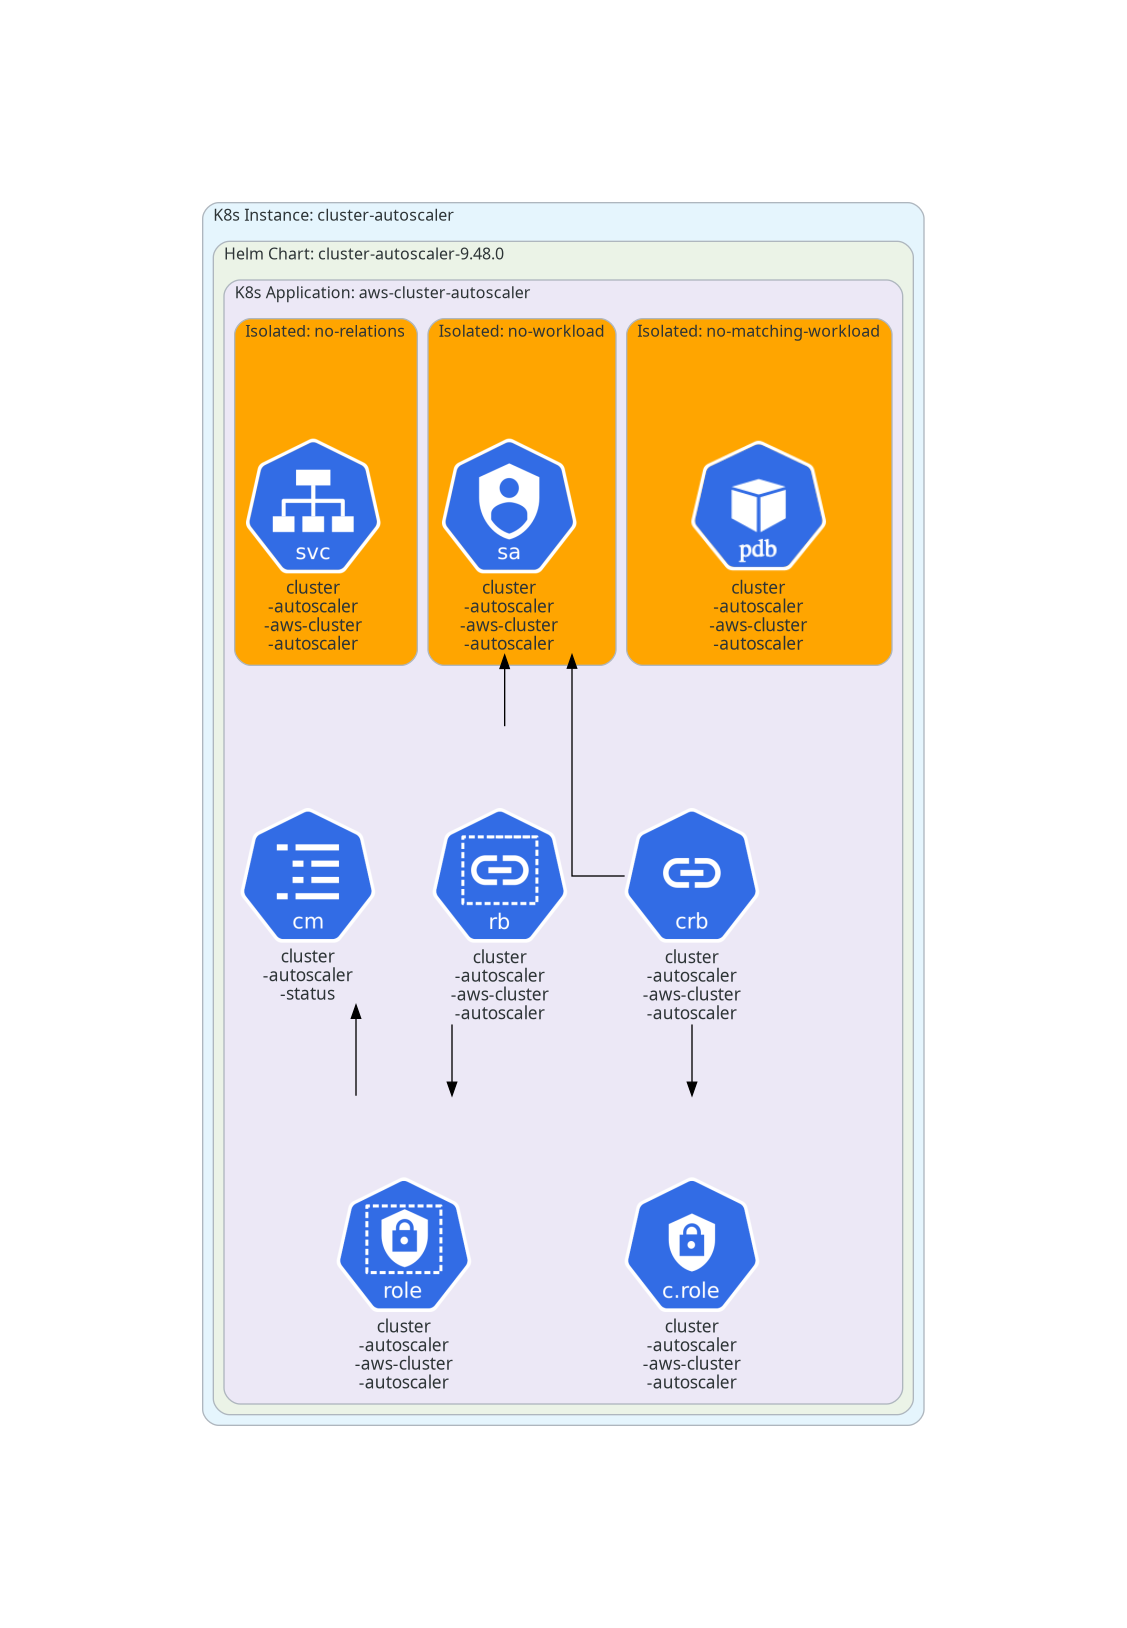 K8s Instance: cluster-autoscaler
Helm Chart: cluster-autoscaler-9.48.0
K8s Application: aws-cluster-autoscaler
Isolated: no-relations
svc
cluster
-autoscaler
-aws-cluster
-autoscaler
Isolated: no-workload
sa
cluster
-autoscaler
-aws-cluster
-autoscaler
Isolated: no-matching-workload
pdb
cluster
-autoscaler
-aws-cluster
-autoscaler
cm
cluster
-autoscaler
-status
rb
cluster
-autoscaler
-aws-cluster
-autoscaler
crb
cluster
-autoscaler
-aws-cluster
-autoscaler
role
cluster
-autoscaler
-aws-cluster
-autoscaler
c.role
cluster
-autoscaler
-aws-cluster
-autoscaler